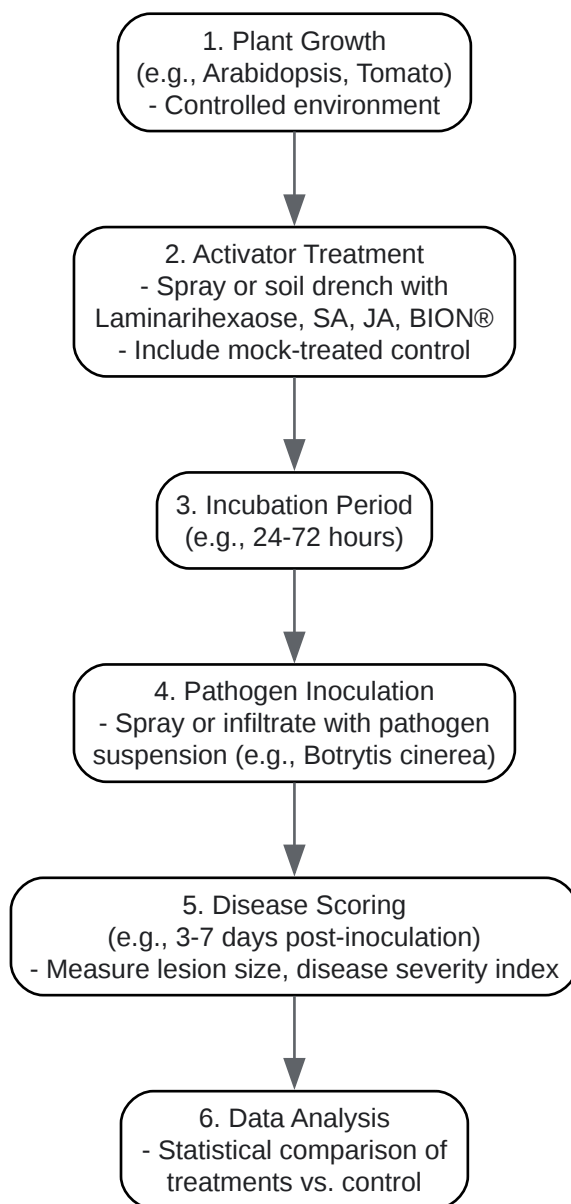 1. Plant Growth
(e.g., Arabidopsis, Tomato)
- Controlled environment
2. Activator Treatment
- Spray or soil drench with
Laminarihexaose, SA, JA, BION®
- Include mock-treated control
3. Incubation Period
(e.g., 24-72 hours)
4. Pathogen Inoculation
- Spray or infiltrate with pathogen
suspension (e.g., Botrytis cinerea)
5. Disease Scoring
(e.g., 3-7 days post-inoculation)
- Measure lesion size, disease severity index
6. Data Analysis
- Statistical comparison of
treatments vs. control